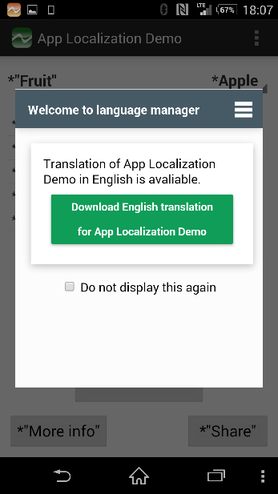 LTE 67% 18:07
App Localization Demo
*"Fruit" *Apple
Welcome to language manager
Translation of App Localization
Demo in English is avaliable.
Download English translation
for App Localization Demo
Do not display this again
*"More info" *"Share"